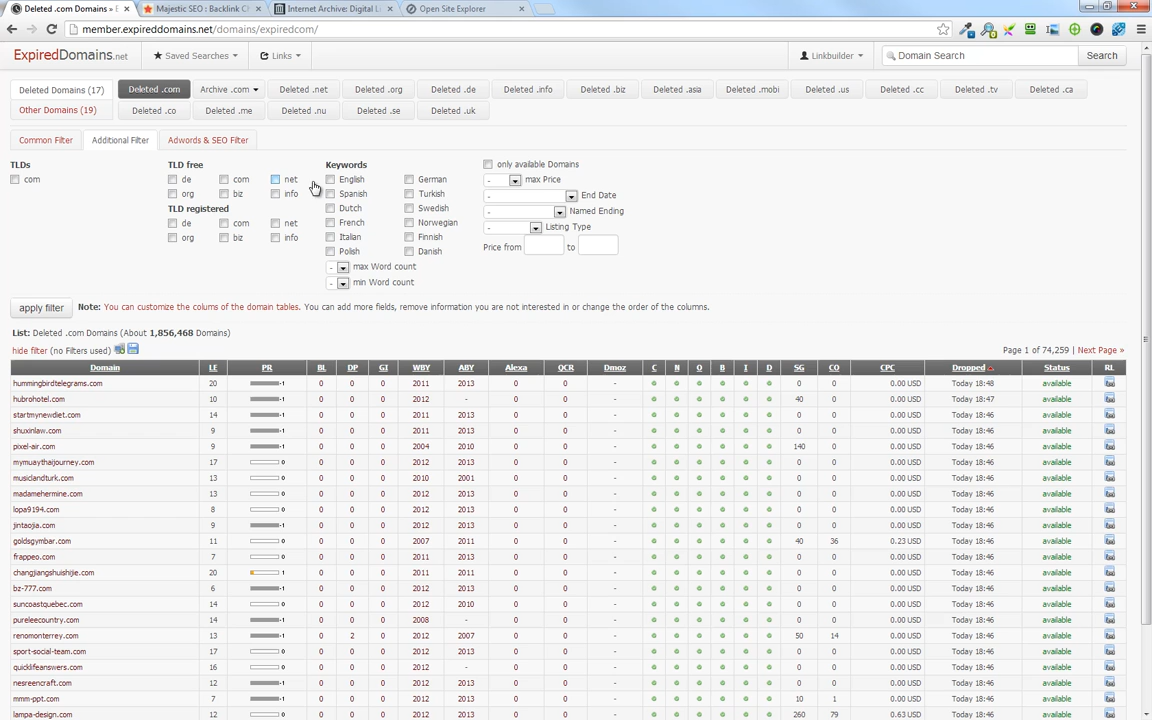 Deleted .com Domains » E
Majestic SEO : Backlink Ch
Internet Archive: Digital Li
Open Site Explorer
member.expireddomains.net/domains/expiredcom/
ExpiredDomains.net Saved Searches Links Linkbuilder Domain Search Search
Deleted Domains (17) Deleted .com Archive .com Deleted .net Deleted .org Deleted .de Deleted .info Deleted .biz Deleted .asia Deleted .mobi Deleted .us Deleted .cc Deleted .tv Deleted .ca
Other Domains (19) Deleted .co Deleted .me Deleted .nu Deleted .se Deleted .uk
Common Filter Additional Filter Adwords & SEO Filter
TLDs TLD free Keywords only available Domains
com de com net English German - max Price
org biz info Spanish Turkish - End Date
TLD registered Dutch Swedish - Named Ending
de com net French Norwegian - Listing Type
org biz info Italian Finnish Price from to
Polish Danish
- max Word count
- min Word count
apply filter Note: You can customize the colums of the domain tables. You can add more fields, remove information you are not interested in or change the order of the columns.
List: Deleted .com Domains (About 1,856,468 Domains)
hide filter (no Filters used) Page 1 of 74,259 | Next Page »
Domain LE PR BL DP GI WBY ABY Alexa QCR Dmoz C N O B I D SG CO CPC Dropped Status RL
hummingbirdtelegrams.com 20 -1 0 0 0 2011 2013 0 0 - 0 0 0.00 USD Today 18:48 available
hubrohotel.com 10 -1 0 0 0 2012 - 0 0 - 40 0 0.00 USD Today 18:47 available
startmynewdiet.com 14 -1 0 0 0 2011 2013 0 0 - 0 0 0.00 USD Today 18:46 available
shuxinlaw.com 9 -1 0 0 0 2011 2013 0 0 - 0 0 0.00 USD Today 18:46 available
pixel-air.com 9 -1 0 0 0 2004 2010 0 0 - 140 0 0.00 USD Today 18:46 available
mymuaythaijourney.com 17 0 0 0 0 2012 2013 0 0 - 0 0 0.00 USD Today 18:46 available
musiclandturk.com 13 0 0 0 0 2010 2001 0 0 - 0 0 0.00 USD Today 18:46 available
madamehermine.com 13 0 0 0 0 2012 2013 0 0 - 0 0 0.00 USD Today 18:46 available
lopa9194.com 8 0 0 0 0 2012 2013 0 0 - 0 0 0.00 USD Today 18:46 available
jintaojia.com 9 -1 0 0 0 2012 2013 0 0 - 0 0 0.00 USD Today 18:46 available
goldsgymbar.com 11 0 0 0 0 2007 2011 0 0 - 40 36 0.23 USD Today 18:46 available
frappeo.com 7 0 0 0 0 2011 2013 0 0 - 0 0 0.00 USD Today 18:46 available
changjiangshuishijie.com 20 1 0 0 0 2011 2011 0 0 - 0 0 0.00 USD Today 18:46 available
bz-777.com 6 -1 0 0 0 2012 2013 0 0 - 0 0 0.00 USD Today 18:46 available
suncoastquebec.com 14 0 0 0 0 2012 2010 0 0 - 0 0 0.00 USD Today 18:46 available
pureleecountry.com 14 -1 0 0 0 2008 - 0 0 - 0 0 0.00 USD Today 18:46 available
renomonterrey.com 13 -1 0 2 0 2012 2007 0 0 - 50 14 0.00 USD Today 18:46 available
sport-social-team.com 17 0 0 0 0 2012 2013 0 0 - 0 0 0.00 USD Today 18:46 available
quicklifeanswers.com 16 0 0 0 0 2012 - 0 0 - 0 0 0.00 USD Today 18:46 available
nesreencraft.com 12 -1 0 0 0 2012 2013 0 0 - 0 0 0.00 USD Today 18:46 available
mmm-ppt.com 7 -1 0 0 0 2012 2013 0 0 - 10 1 0.00 USD Today 18:46 available
lampa-design.com 12 -1 0 0 0 2012 2013 0 0 - 260 79 0.63 USD Today 18:46 available